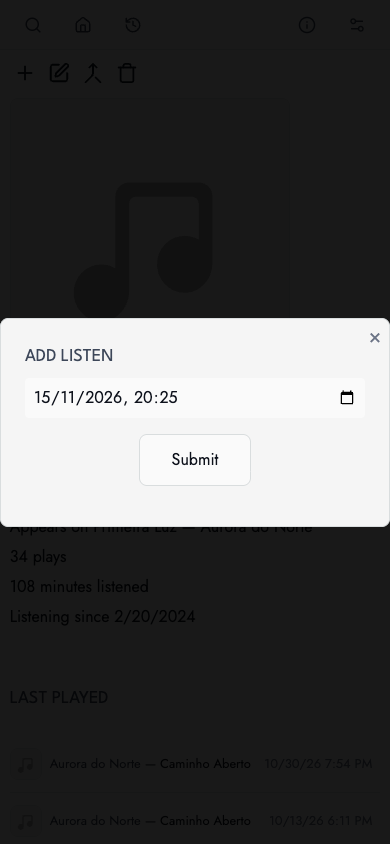 ADD LISTEN
15/11/2026, 20:25
Submit
Appears on Primeira Luz — Aurora do Norte
34 plays
108 minutes listened
Listening since 2/20/2024
LAST PLAYED
Aurora do Norte — Caminho Aberto 10/30/26 7:54 PM
Aurora do Norte — Caminho Aberto 10/13/26 6:11 PM